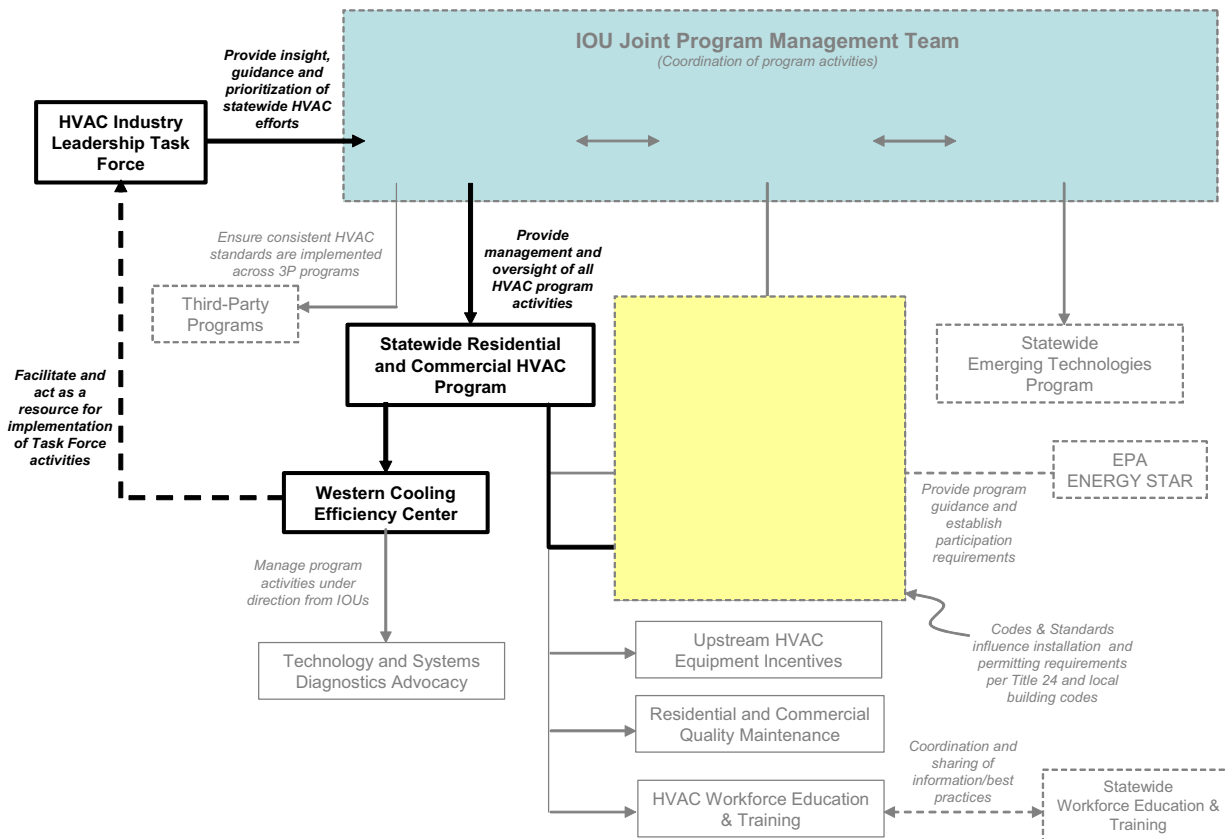 IOU Joint Program Management Team
(Coordination of program activities)
Provide insight,
guidance and
prioritization of
statewide HVAC
efforts
HVAC Industry
Leadership Task
Force
Ensure consistent HVAC
standards are implemented
across 3P programs
Provide
management and
oversight of all
HVAC program
activities
Third-Party
Programs
Statewide Residential
and Commercial HVAC
Program
Statewide
Emerging Technologies
Program
Facilitate and
act as a
resource for
implementation
of Task Force
activities
Western Cooling
Efficiency Center
EPA
ENERGY STAR
Provide program
guidance and
establish
participation
requirements
Manage program
activities under
direction from IOUs
Technology and Systems
Diagnostics Advocacy
Upstream HVAC
Equipment Incentives
Codes & Standards
influence installation and
permitting requirements
per Title 24 and local
building codes
Residential and Commercial
Quality Maintenance
Coordination and
sharing of
information/best
practices
HVAC Workforce Education
& Training
Statewide
Workforce Education &
Training